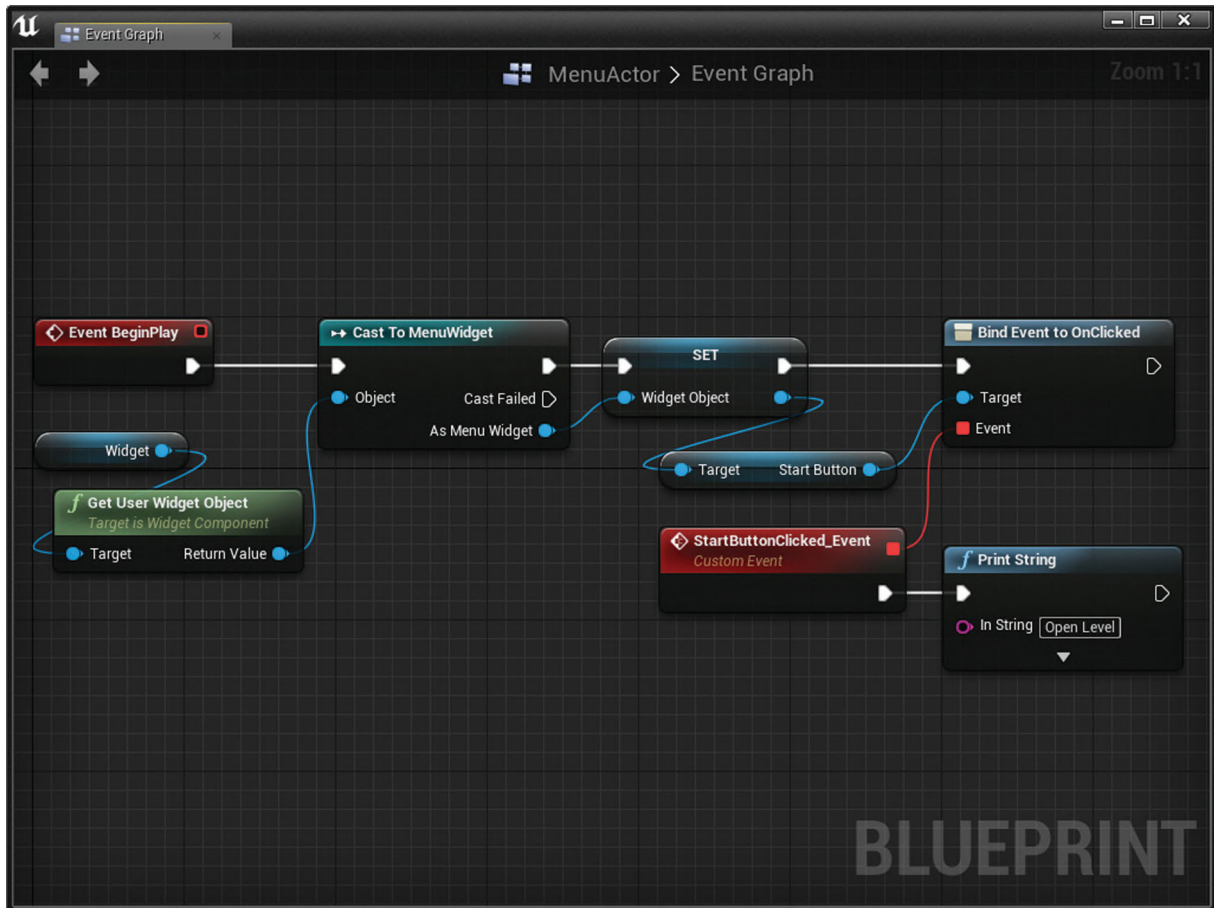 Event Graph
MenuActor > Event Graph
Zoom 1:1
Event BeginPlay
Cast To MenuWidget
Object
Cast Failed
As Menu Widget
SET
Widget Object
Bind Event to OnClicked
Target
Event
Widget
Get User Widget Object
Target is Widget Component
Target Return Value
Target Start Button
StartButtonClicked_Event
Custom Event
Print String
In String Open Level
BLUEPRINT